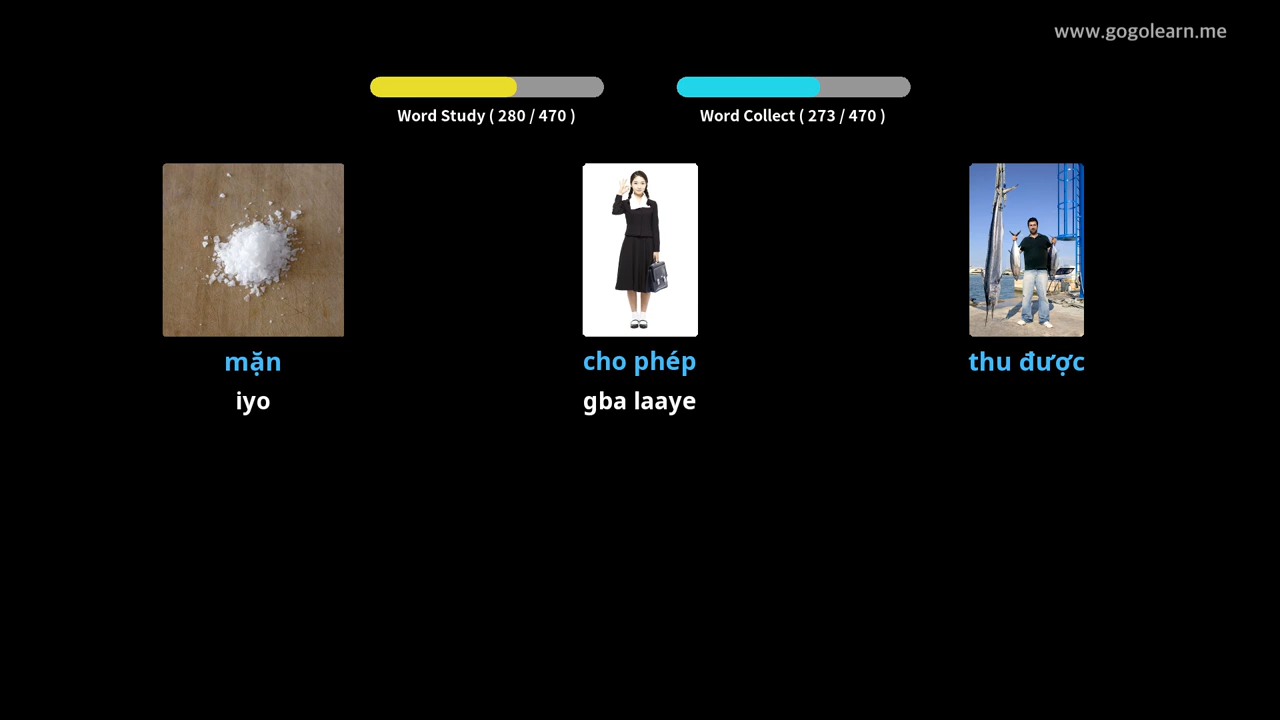 www.gogolearn.me
Word Study ( 280 / 470 )
Word Collect ( 273 / 470 )
mặn
cho phép
thu được
iyo
gba laaye